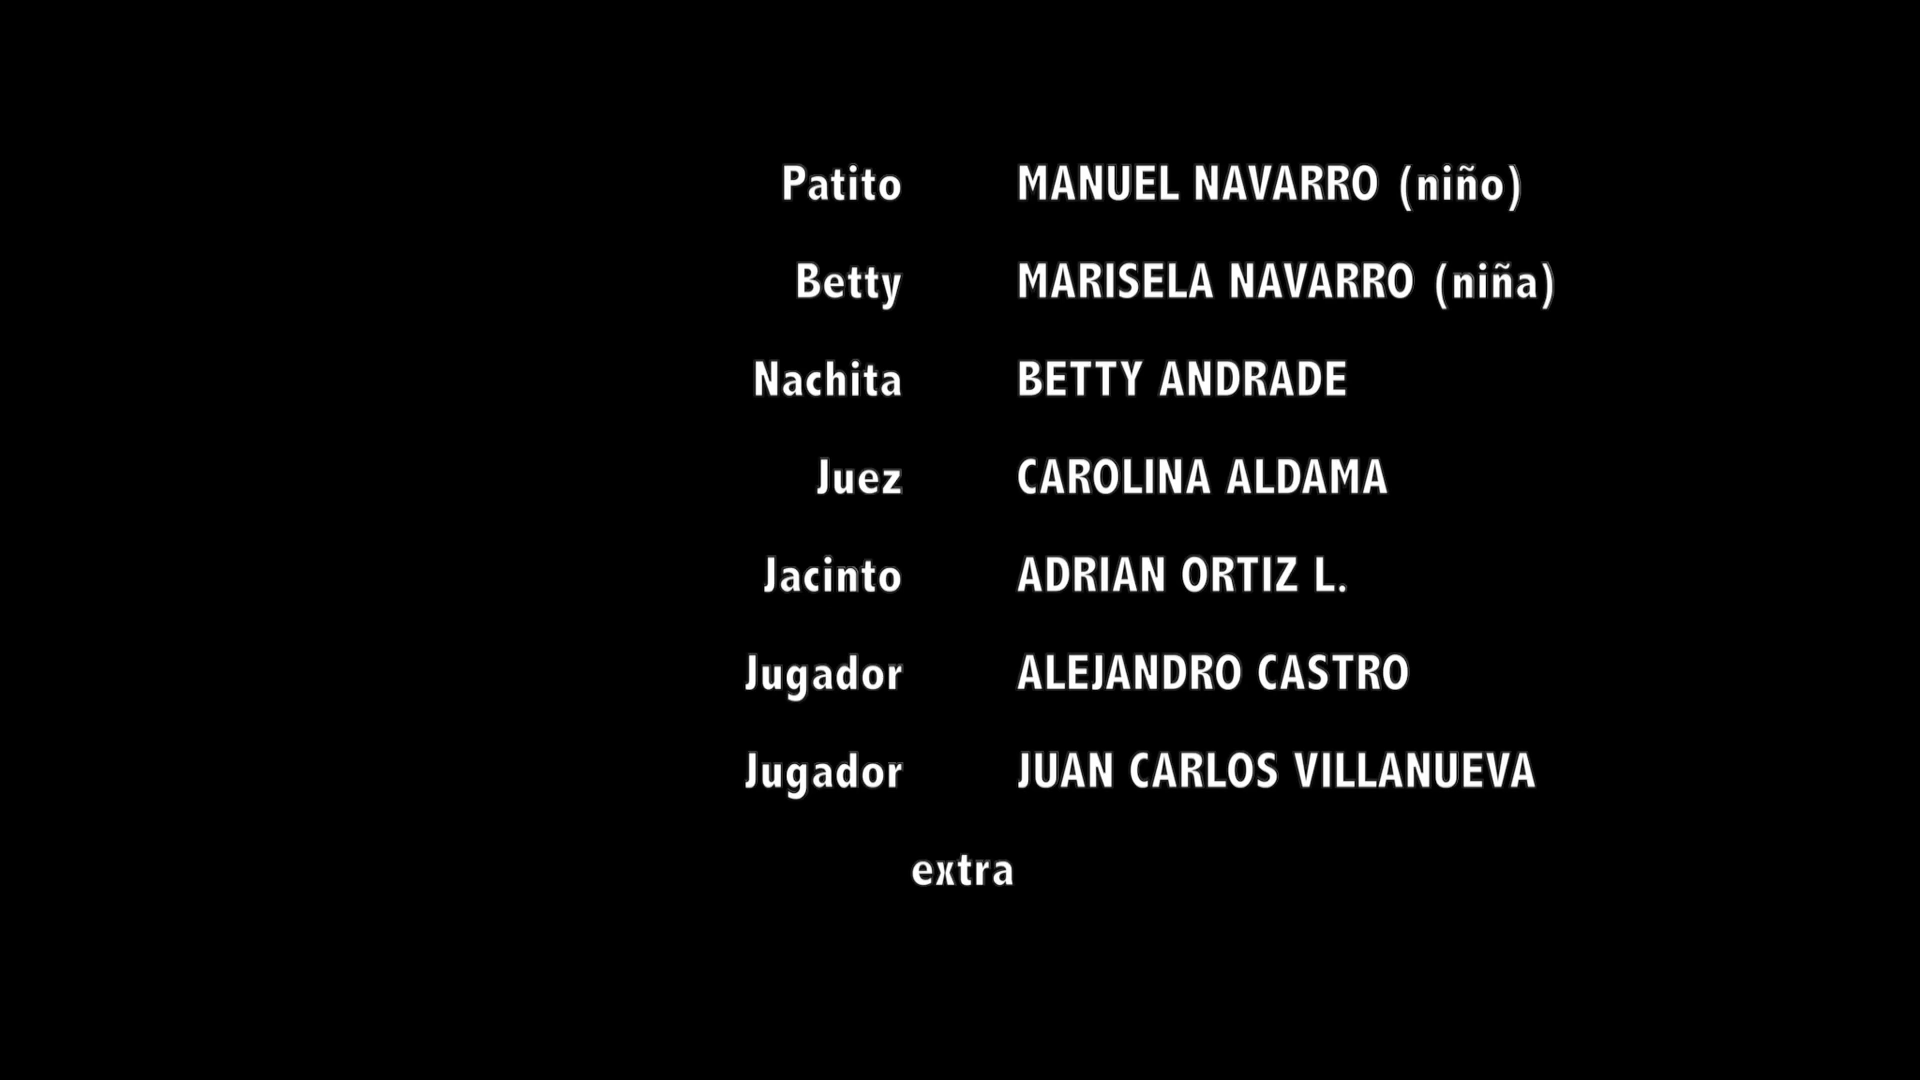 Patito MANUEL NAVARRO (niño)
Betty MARISELA NAVARRO (niña)
Nachita BETTY ANDRADE
Juez CAROLINA ALDAMA
Jacinto ADRIAN ORTIZ L.
Jugador ALEJANDRO CASTRO
Jugador JUAN CARLOS VILLANUEVA
extra